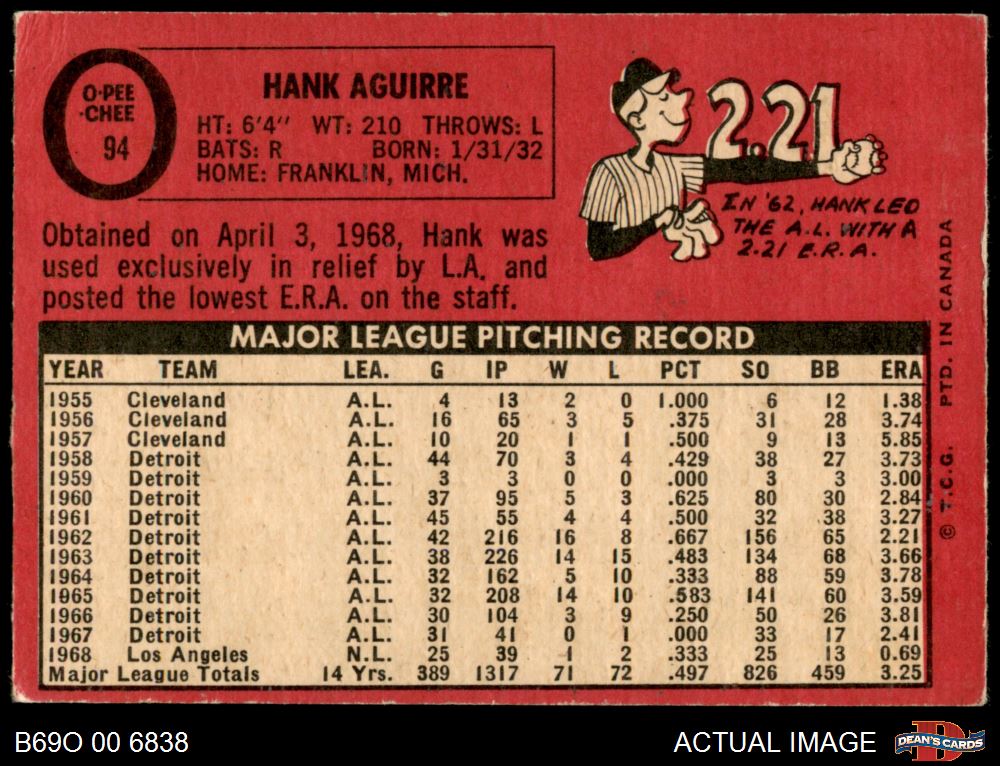 O-PEE
-CHEE
94
HANK AGUIRRE
HT: 6'4" WT: 210 THROWS: L
BATS: R BORN: 1/31/32
HOME: FRANKLIN, MICH.
2.21
IN '62, HANK LED
THE A.L. WITH A
2.21 E.R.A.
Obtained on April 3, 1968, Hank was
used exclusively in relief by L.A. and
posted the lowest E.R.A. on the staff.
MAJOR LEAGUE PITCHING RECORD
YEAR TEAM LEA. G IP W L PCT SO BB ERA
1955 Cleveland A.L. 4 13 2 0 1.000 6 12 1.38
1956 Cleveland A.L. 16 65 3 5 .375 31 28 3.74
1957 Cleveland A.L. 10 20 1 1 .500 9 13 5.85
1958 Detroit A.L. 44 70 3 4 .429 38 27 3.73
1959 Detroit A.L. 3 3 0 0 .000 3 3 3.00
1960 Detroit A.L. 37 95 5 3 .625 80 30 2.84
1961 Detroit A.L. 45 55 4 4 .500 32 38 3.27
1962 Detroit A.L. 42 216 16 8 .667 156 65 2.21
1963 Detroit A.L. 38 226 14 15 .483 134 68 3.66
1964 Detroit A.L. 32 162 5 10 .333 88 59 3.78
1965 Detroit A.L. 32 208 14 10 .583 141 60 3.59
1966 Detroit A.L. 30 104 3 9 .250 50 26 3.81
1967 Detroit A.L. 31 41 0 1 .000 33 17 2.41
1968 Los Angeles N.L. 25 39 1 2 .333 25 13 0.69
Major League Totals 14 Yrs. 389 1317 71 72 .497 826 459 3.25
© T.C.G. PTD. IN CANADA
B69O 00 6838
ACTUAL IMAGE
DEAN'S CARDS